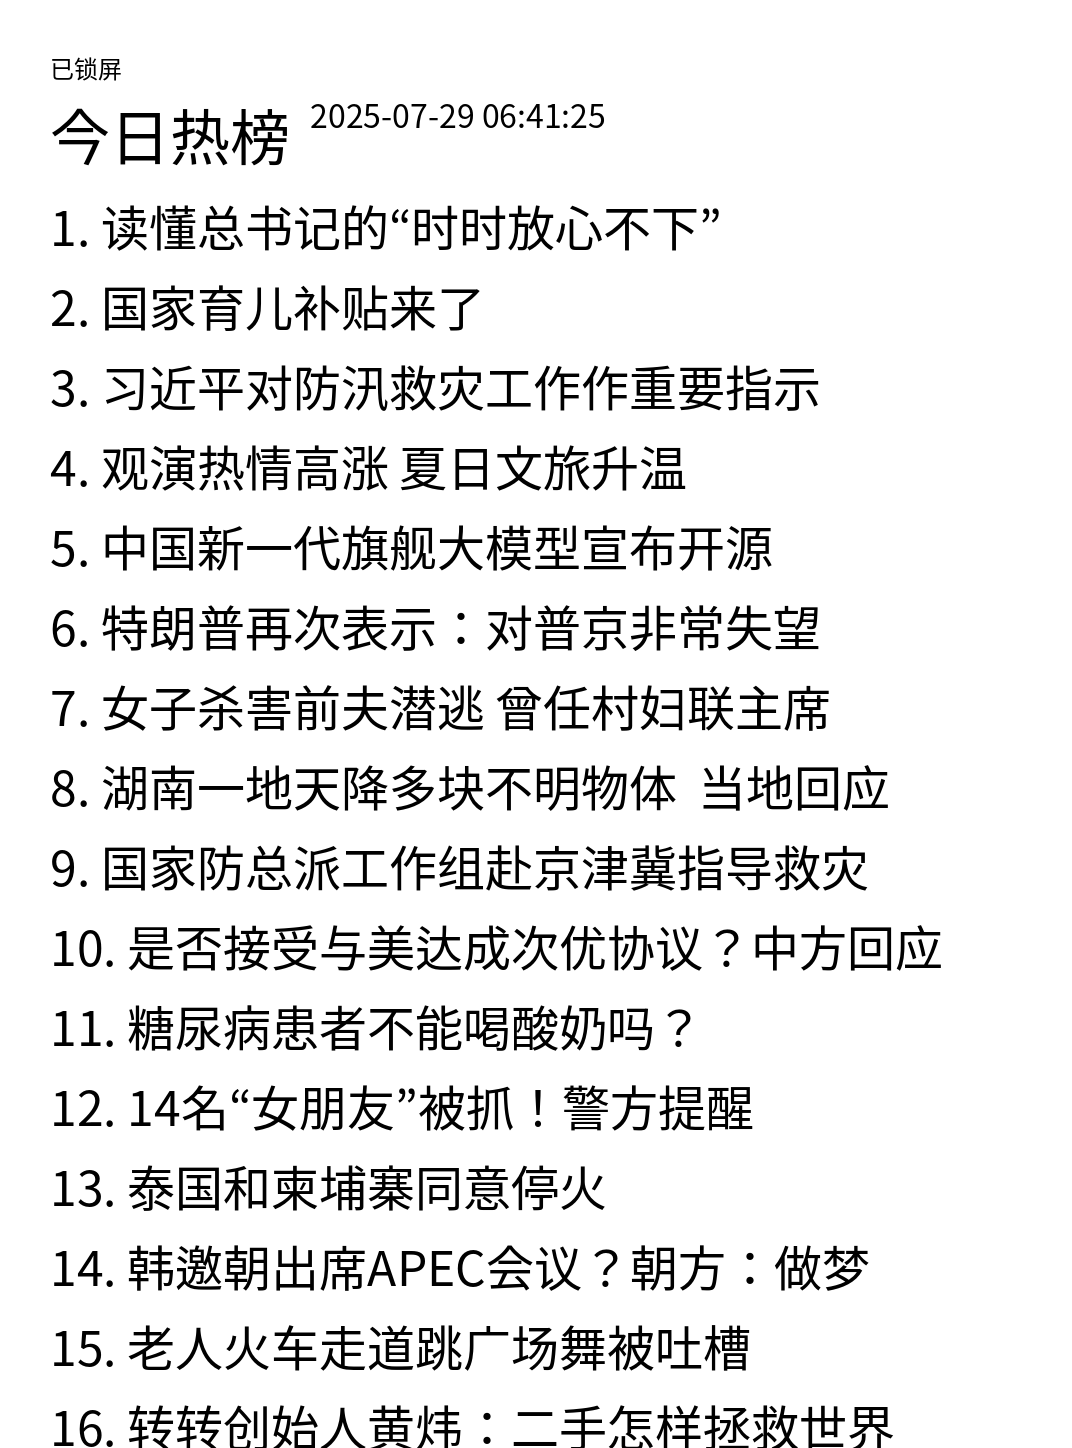 已锁屏
今日热榜 2025-07-29 06:41:25
1. 读懂总书记的“时时放心不下”
2. 国家育儿补贴来了
3. 习近平对防汛救灾工作作重要指示
4. 观演热情高涨 夏日文旅升温
5. 中国新一代旗舰大模型宣布开源
6. 特朗普再次表示：对普京非常失望
7. 女子杀害前夫潜逃 曾任村妇联主席
8. 湖南一地天降多块不明物体  当地回应
9. 国家防总派工作组赴京津冀指导救灾
10. 是否接受与美达成次优协议？中方回应
11. 糖尿病患者不能喝酸奶吗？
12. 14名“女朋友”被抓！警方提醒
13. 泰国和柬埔寨同意停火
14. 韩邀朝出席APEC会议？朝方：做梦
15. 老人火车走道跳广场舞被吐槽
16. 转转创始人黄炜：二手怎样拯救世界